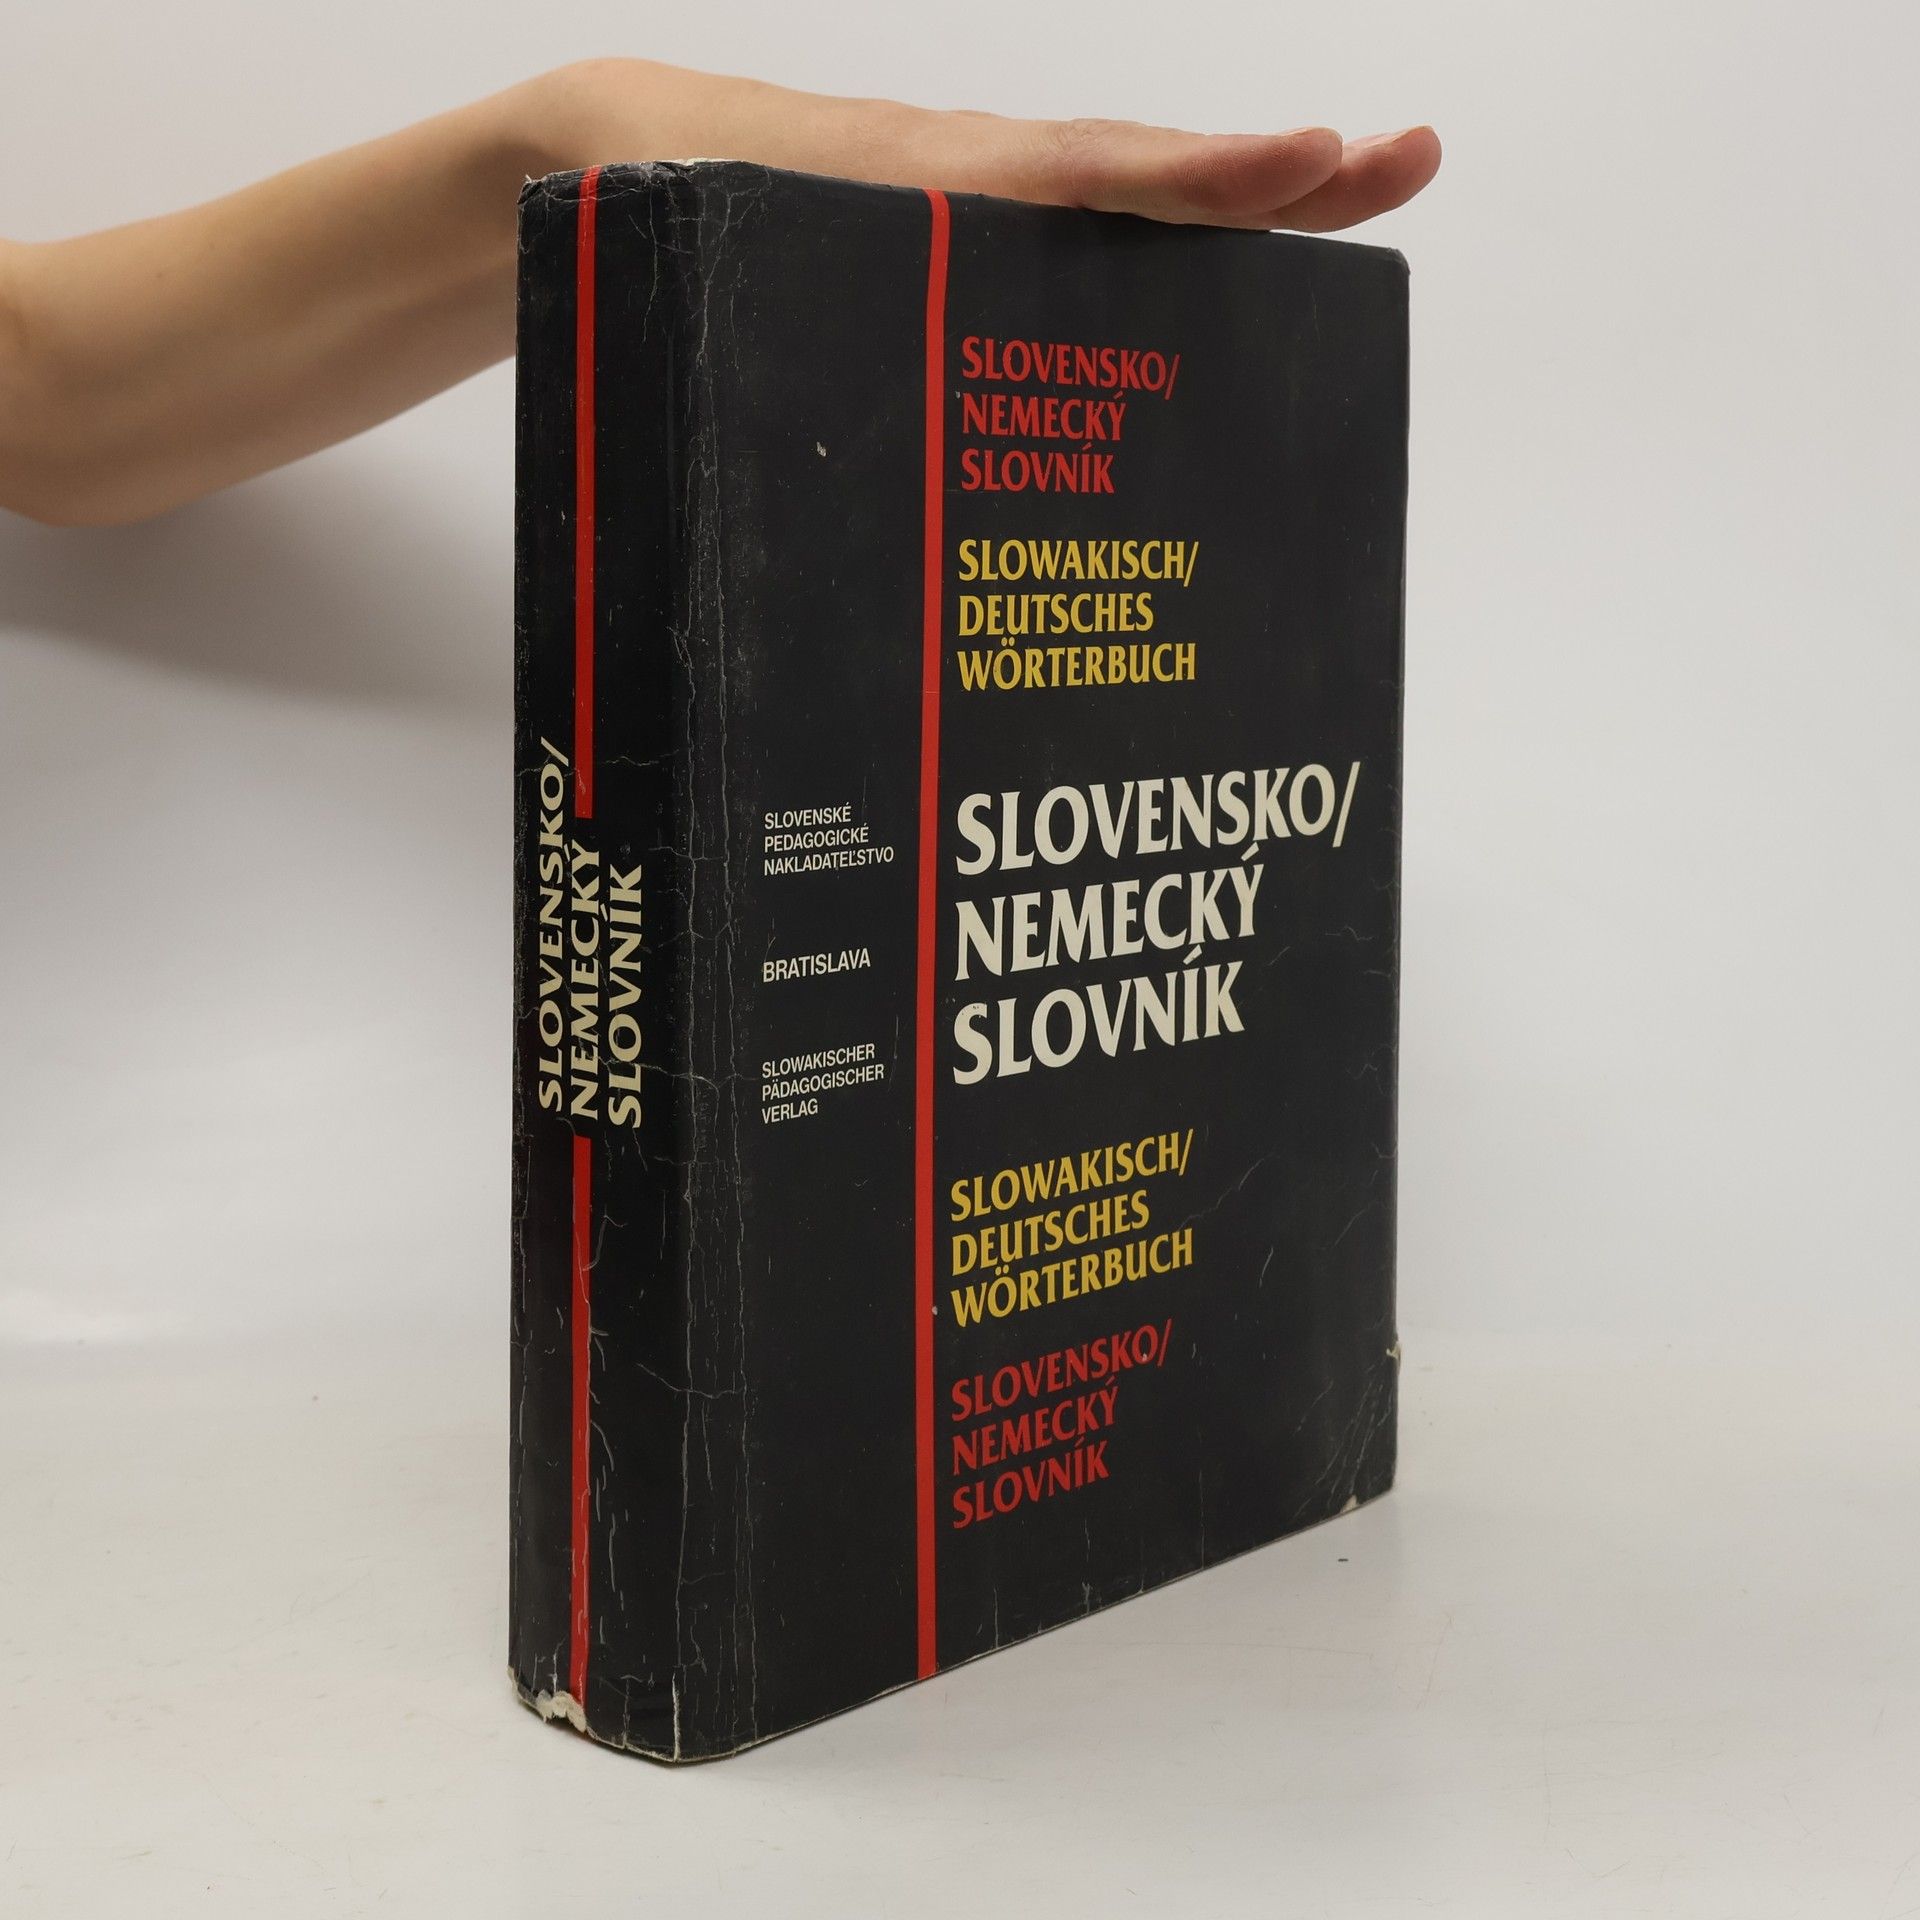 SLOVENSKO/
NEMECKÝ
SLOVNÍK
SLOVENSKÉ
PEDAGOGICKÉ
NAKLADATEĽSTVO
BRATISLAVA
SLOWAKISCHER
PÄDAGOGISCHER
VERLAG
SLOVENSKO/
NEMECKÝ
SLOVNÍK
SLOWAKISCH/
DEUTSCHES
WÖRTERBUCH
SLOVENSKO/
NEMECKÝ
SLOVNÍK
SLOWAKISCH/
DEUTSCHES
WÖRTERBUCH
SLOVENSKO/
NEMECKÝ
SLOVNÍK